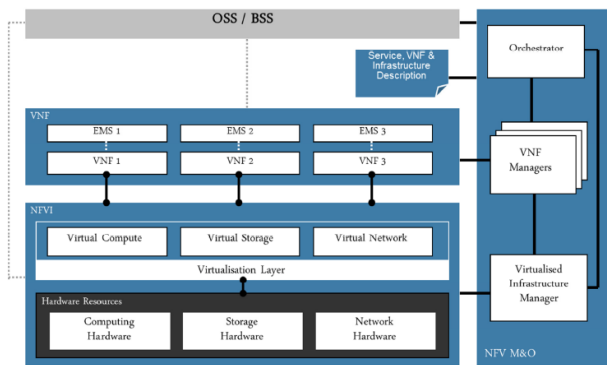 OSS / BSS
Orchestrator
Service, VNF &
Infrastructure
Description
VNF
EMS 1
EMS 2
EMS 3
VNF 1
VNF 2
VNF 3
VNF
Managers
NFVI
Virtual Compute
Virtual Storage
Virtual Network
Virtualisation Layer
Virtualised
Infrastructure
Manager
Hardware Resources
Computing
Hardware
Storage
Hardware
Network
Hardware
NFV M&O